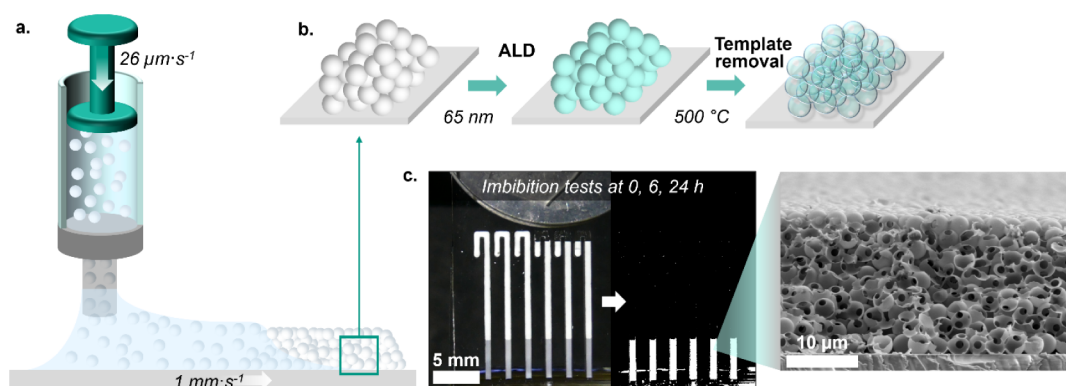 a.
26 µm·s⁻¹
1 mm·s⁻¹
b.
ALD
65 nm
Template
removal
500 °C
c.
Imbibition tests at 0, 6, 24 h
5 mm
10 µm